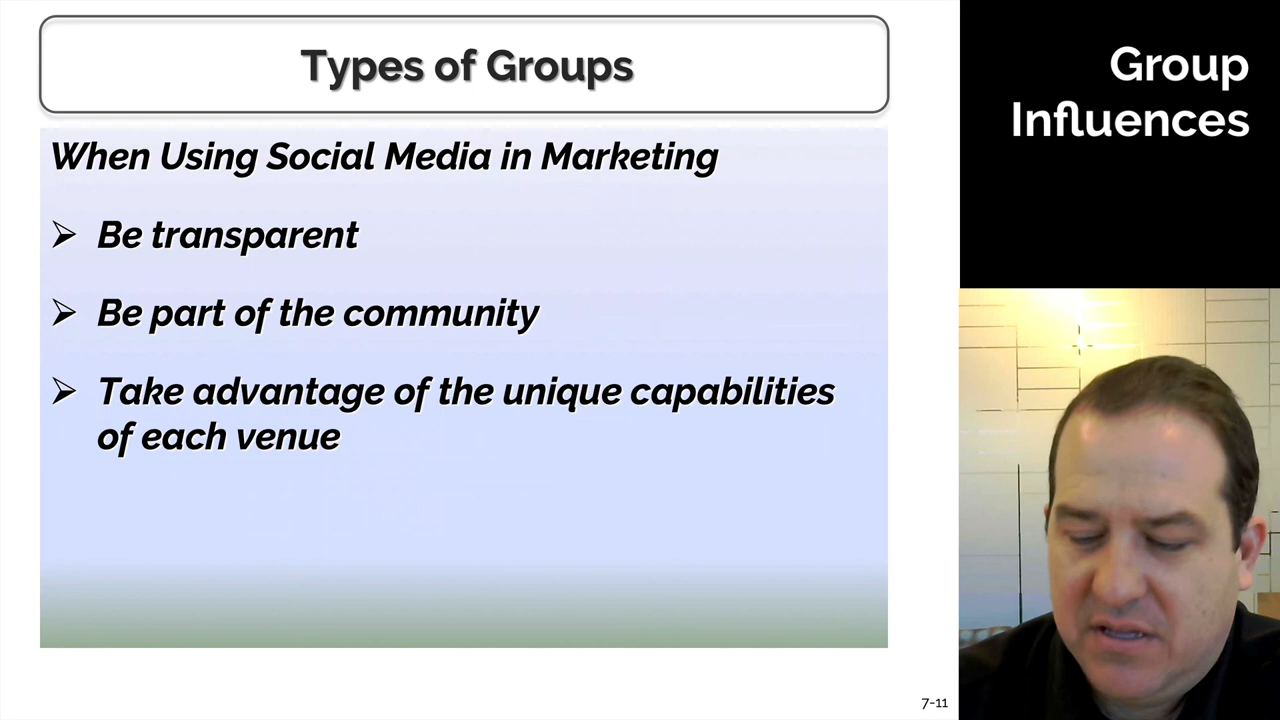 Types of Groups
When Using Social Media in Marketing
➢ Be transparent
➢ Be part of the community
➢ Take advantage of the unique capabilities
of each venue
7-11
Group
Influences